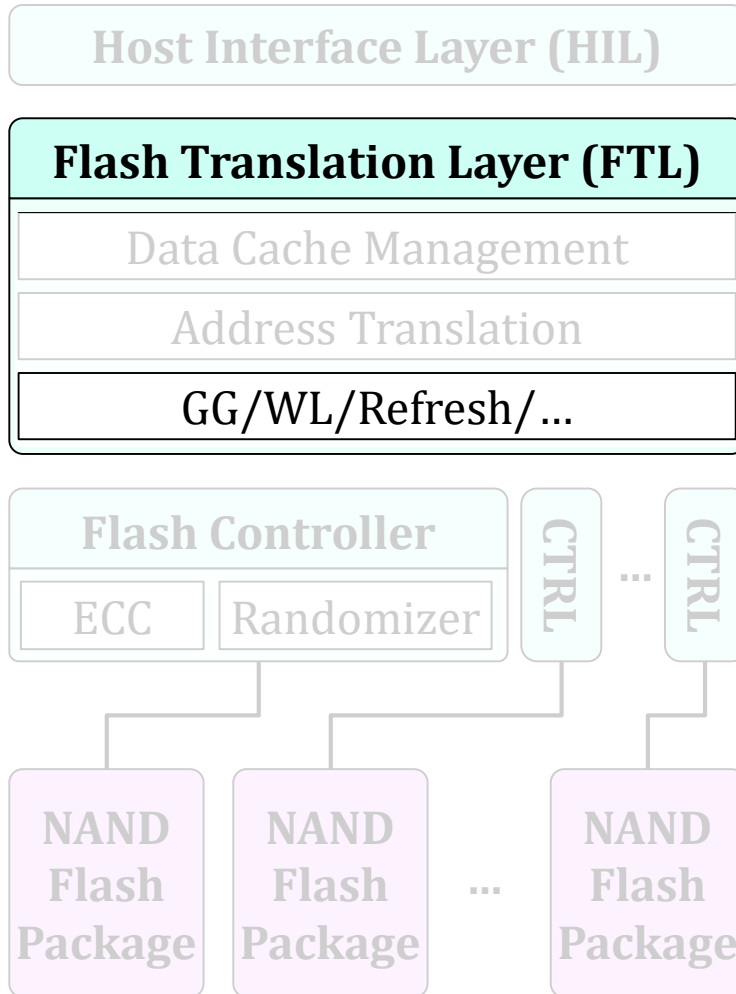 Host Interface Layer (HIL)
Flash Translation Layer (FTL)
Data Cache Management
Address Translation
GG/WL/Refresh/...
Flash Controller
ECC
Randomizer
CTRL
...
CTRL
NAND
Flash
Package
NAND
Flash
Package
...
NAND
Flash
Package